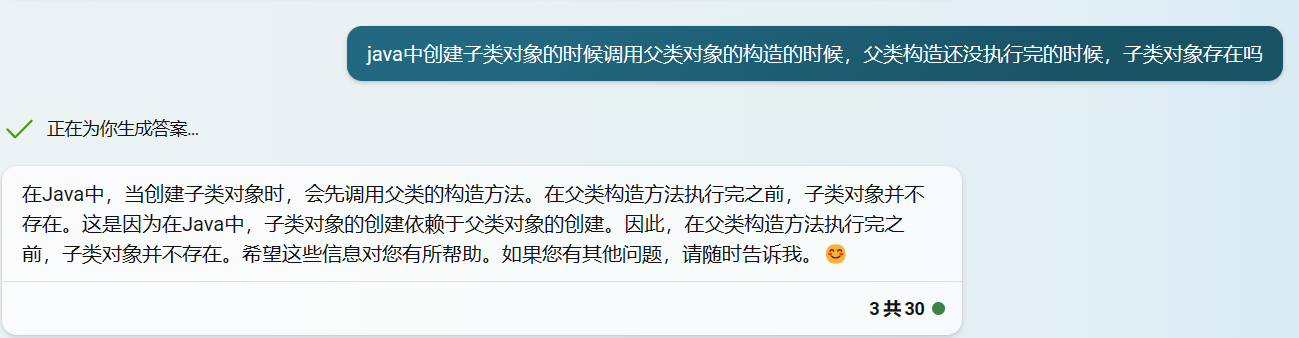 java中创建子类对象的时候调用父类对象的构造的时候，父类构造还没执行完的时候，子类对象存在吗
正在为你生成答案...
在Java中，当创建子类对象时，会先调用父类的构造方法。在父类构造方法执行完之前，子类对象并不
存在。这是因为在Java中，子类对象的创建依赖于父类对象的创建。因此，在父类构造方法执行完之
前，子类对象并不存在。希望这些信息对您有所帮助。如果您有其他问题，请随时告诉我。😊
3 共 30